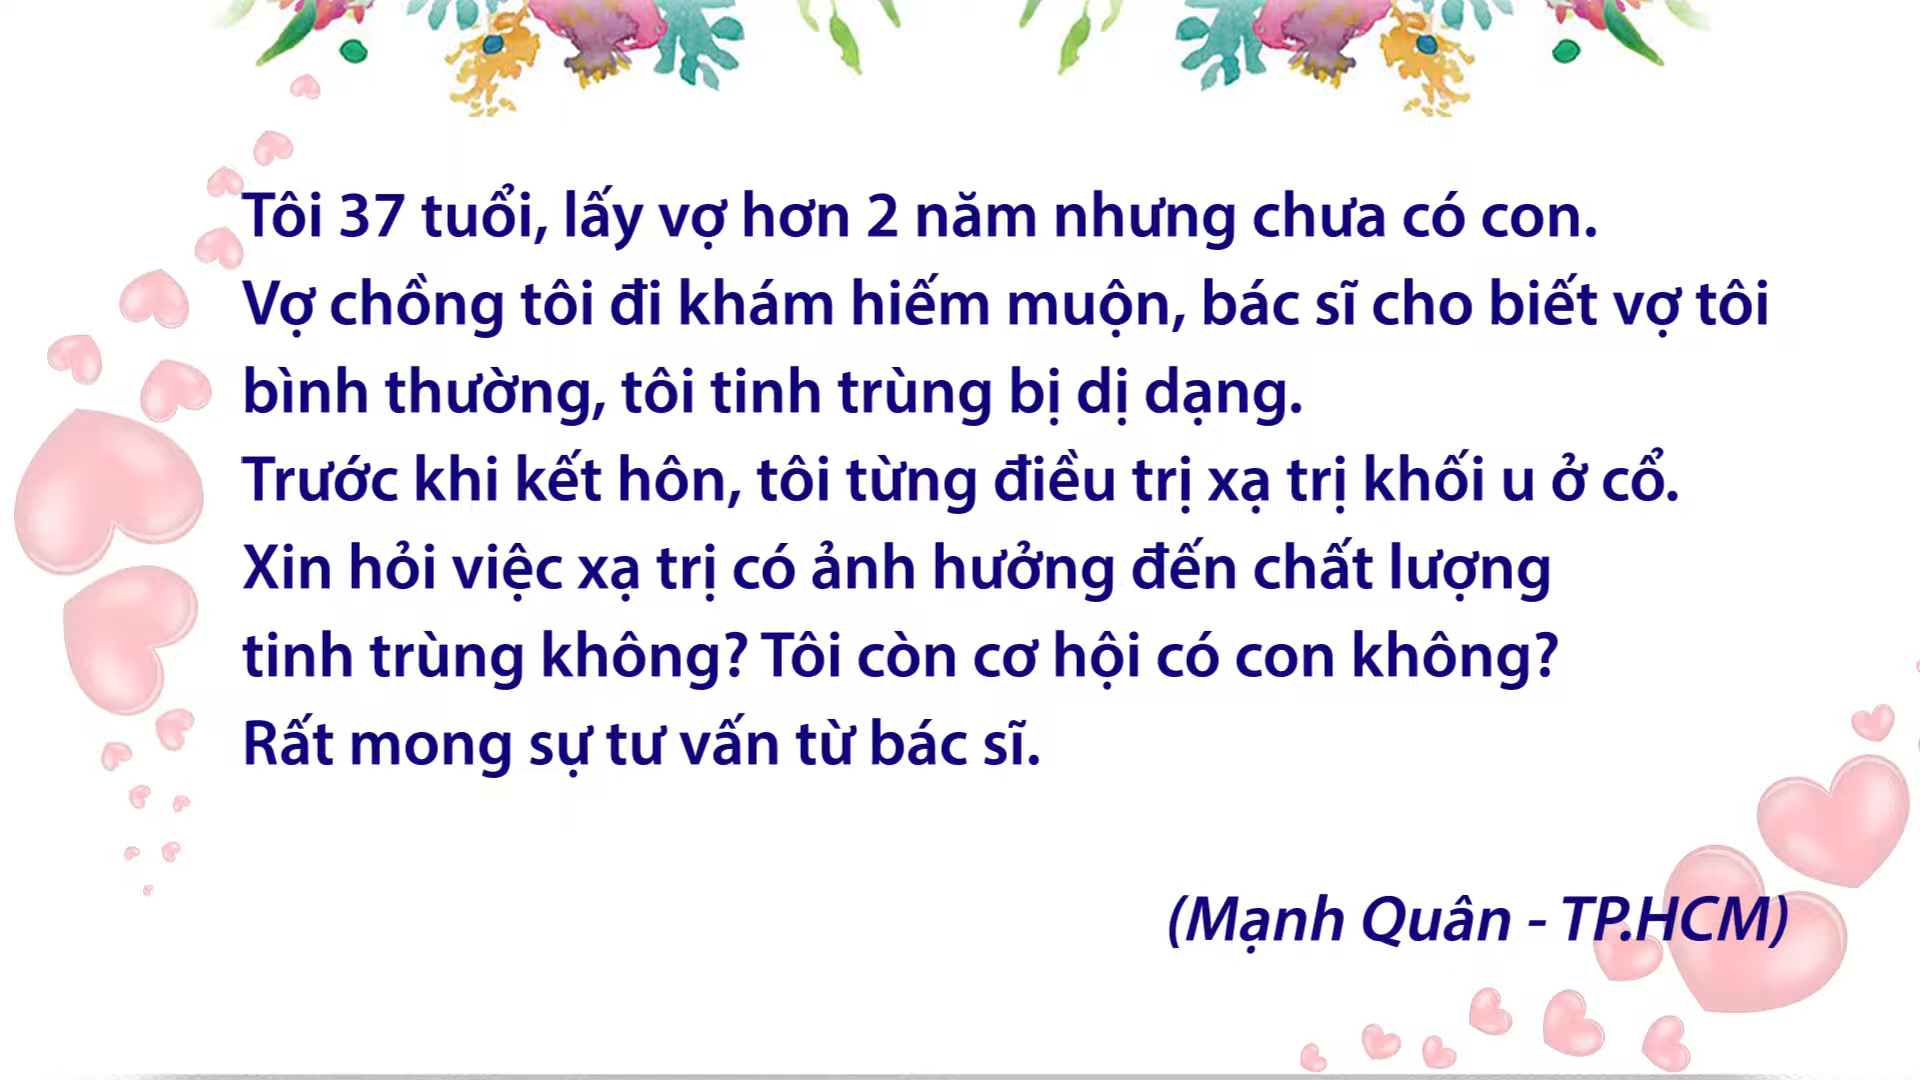 Tôi 37 tuổi, lấy vợ hơn 2 năm nhưng chưa có con.
Vợ chồng tôi đi khám hiếm muộn, bác sĩ cho biết vợ tôi
bình thường, tôi tinh trùng bị dị dạng.
Trước khi kết hôn, tôi từng điều trị xạ trị khối u ở cổ.
Xin hỏi việc xạ trị có ảnh hưởng đến chất lượng
tinh trùng không? Tôi còn cơ hội có con không?
Rất mong sự tư vấn từ bác sĩ.
(Mạnh Quân - TP.HCM)